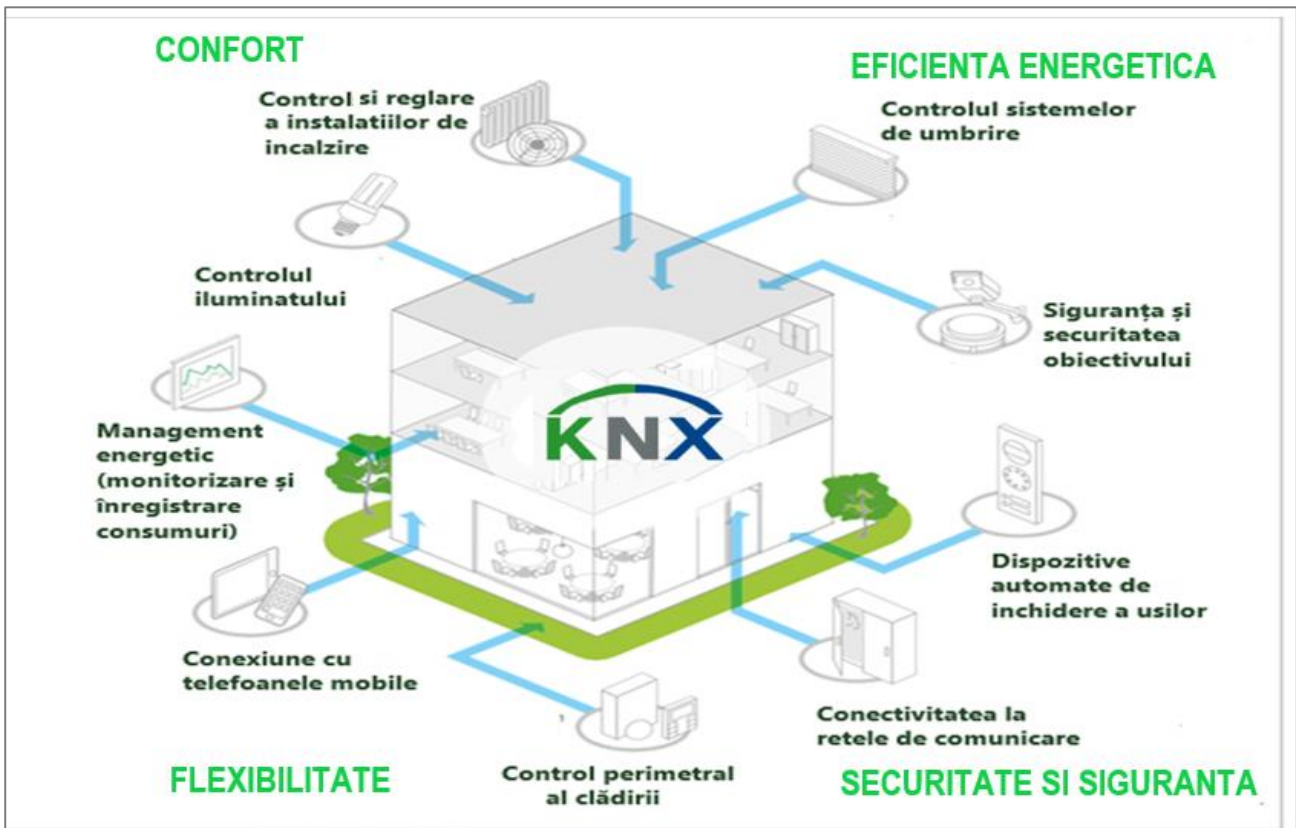 CONFORT
EFICIENTA ENERGETICA
Control si reglare
a instalatiilor de
incalzire
Controlul sistemelor
de umbrire
Controlul
iluminatului
Siguranța și
securitatea
obiectivului
KNX
Management
energetic
(monitorizare și
înregistrare
consumuri)
Dispozitive
automate de
inchidere a usilor
Conexiune cu
telefoanele mobile
Conectivitatea la
retele de comunicare
Control perimetral
al clădirii
FLEXIBILITATE
SECURITATE SI SIGURANTA